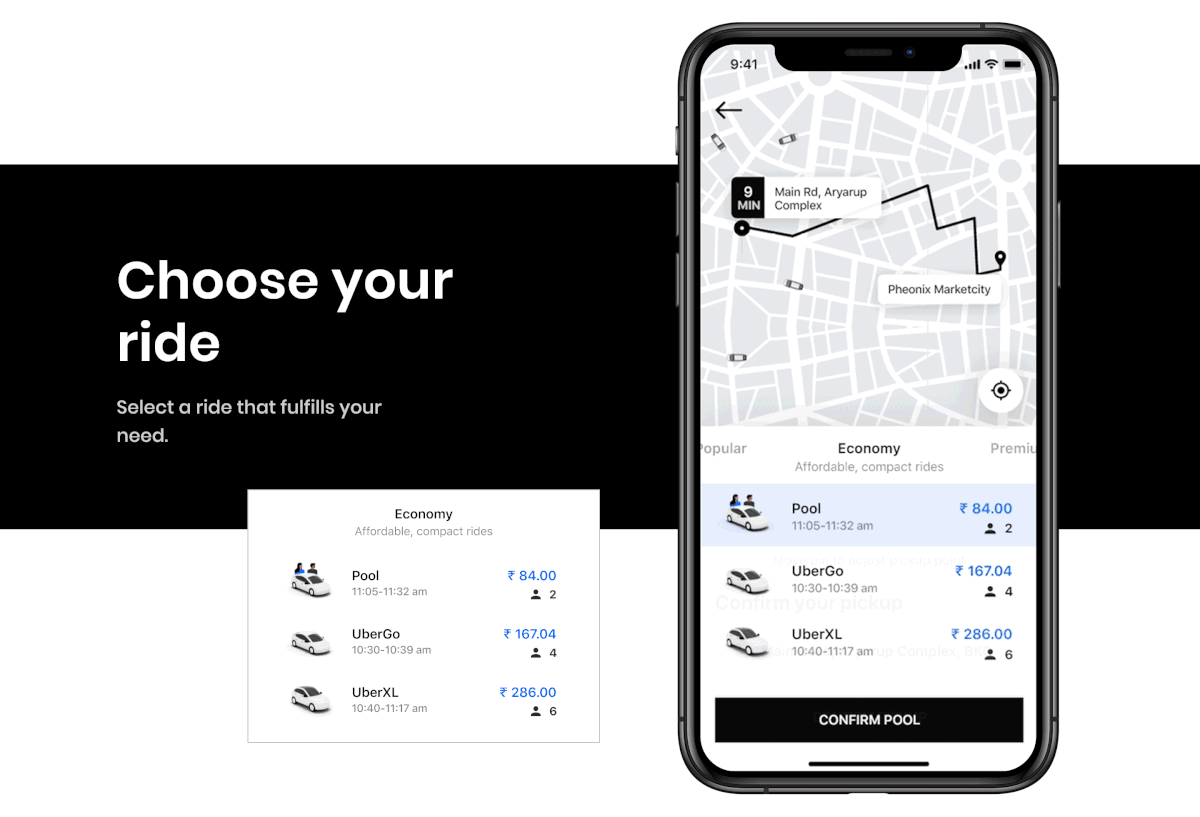 Choose your
ride
Select a ride that fulfills your
need.
Economy
Affordable, compact rides
Pool
₹ 84.00
11:05-11:32 am
2
UberGo
₹ 167.04
10:30-10:39 am
4
UberXL
₹ 286.00
10:40-11:17 am
6
9:41
9
MIN
Main Rd, Aryarup
Complex
Pheonix Marketcity
Popular
Economy
Premiu
Affordable, compact rides
Pool
₹ 84.00
11:05-11:32 am
2
UberGo
₹ 167.04
10:30-10:39 am
4
Confirm your pickup
UberXL
₹ 286.00
10:40-11:17 am
6
CONFIRM POOL